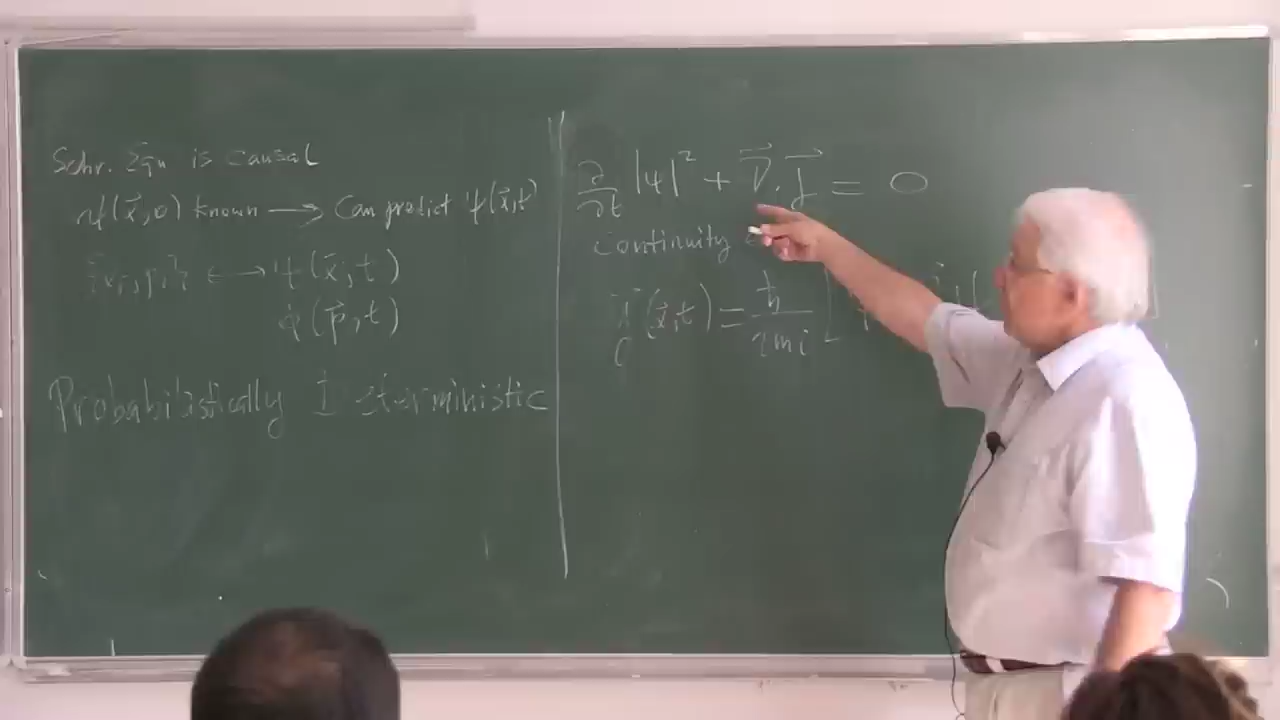 Schr. Eqn is causal
ψ(x⃗,0) known ⟶ Can predict ψ(x⃗,t)
⟷ ψ(x⃗,t)
ϕ(p⃗,t)
Probabilistically Deterministic
∂/∂t |ψ|² + ∇⃗·j⃗ = 0
continuity
j⃗(x⃗,t) = ħ/2mi [